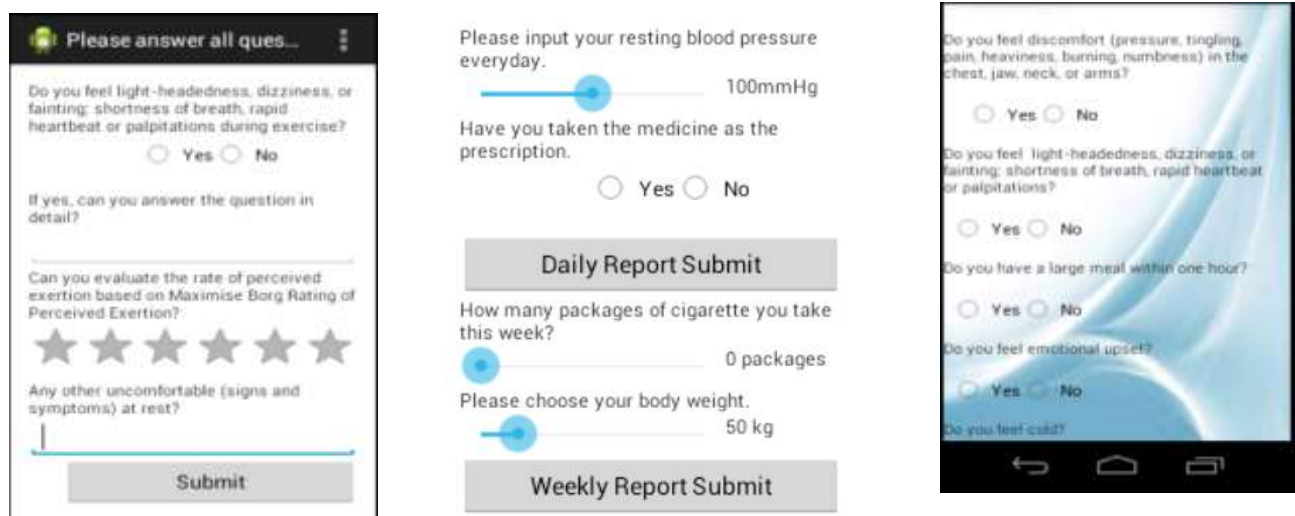 Please answer all ques...
Do you feel light-headedness, dizziness, or
fainting; shortness of breath, rapid
heartbeat or palpitations during exercise?
Yes No
If yes, can you answer the question in
detail?
Can you evaluate the rate of perceived
exertion based on Maximise Borg Rating of
Perceived Exertion?
Any other uncomfortable (signs and
symptoms) at rest?
Submit
Please input your resting blood pressure
everyday.
100mmHg
Have you taken the medicine as the
prescription.
Yes No
Daily Report Submit
How many packages of cigarette you take
this week?
0 packages
Please choose your body weight.
50 kg
Weekly Report Submit
Do you feel discomfort (pressure, tingling,
pain, heaviness, burning, numbness) in the
chest, jaw, neck, or arms?
Yes No
Do you feel light-headedness, dizziness, or
fainting; shortness of breath, rapid heartbeat
or palpitations?
Yes No
Do you have a large meal within one hour?
Yes No
Do you feel emotional upset?
Yes No
Do you feel cold?